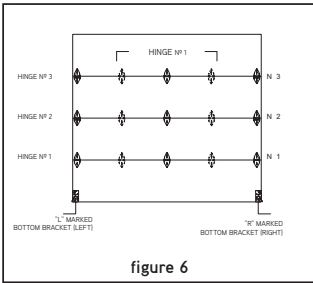 HINGE Nº 1
HINGE Nº 3
N 3
HINGE Nº 2
N 2
HINGE Nº 1
N 1
"L" MARKED
BOTTOM BRACKET (LEFT)
"R" MARKED
BOTTOM BRACKET (RIGHT)
figure 6